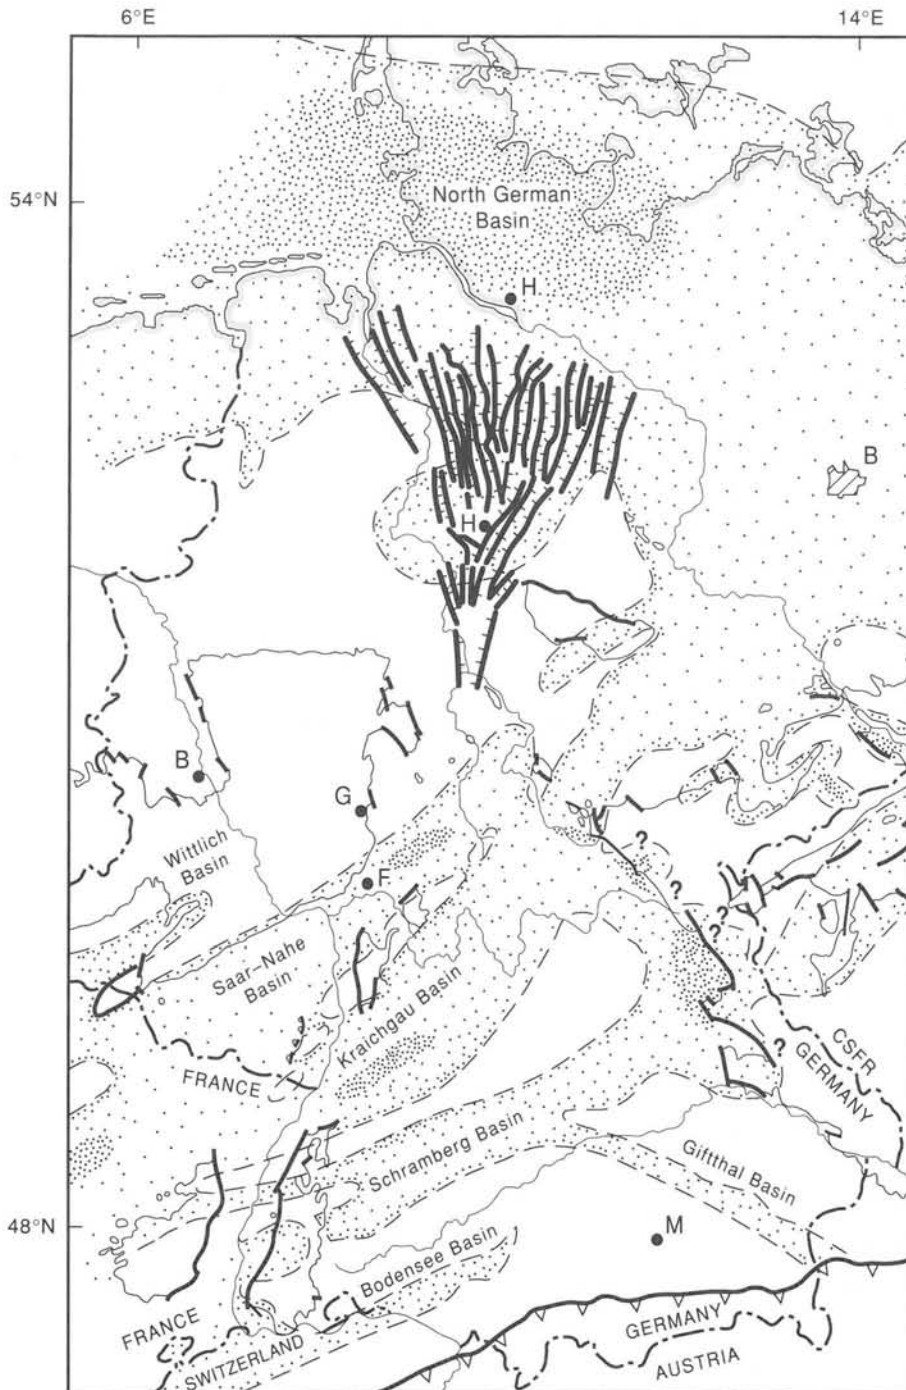 6°E
14°E
54°N
North German
Basin
H
B
H
B
G
Wittlich
Basin
F
?
?
?
Saar–Nahe
Basin
Kraichgau Basin
?
FRANCE
CSFR
GERMANY
Schramberg Basin
Giftthal Basin
48°N
M
Bodensee Basin
FRANCE
SWITZERLAND
GERMANY
AUSTRIA